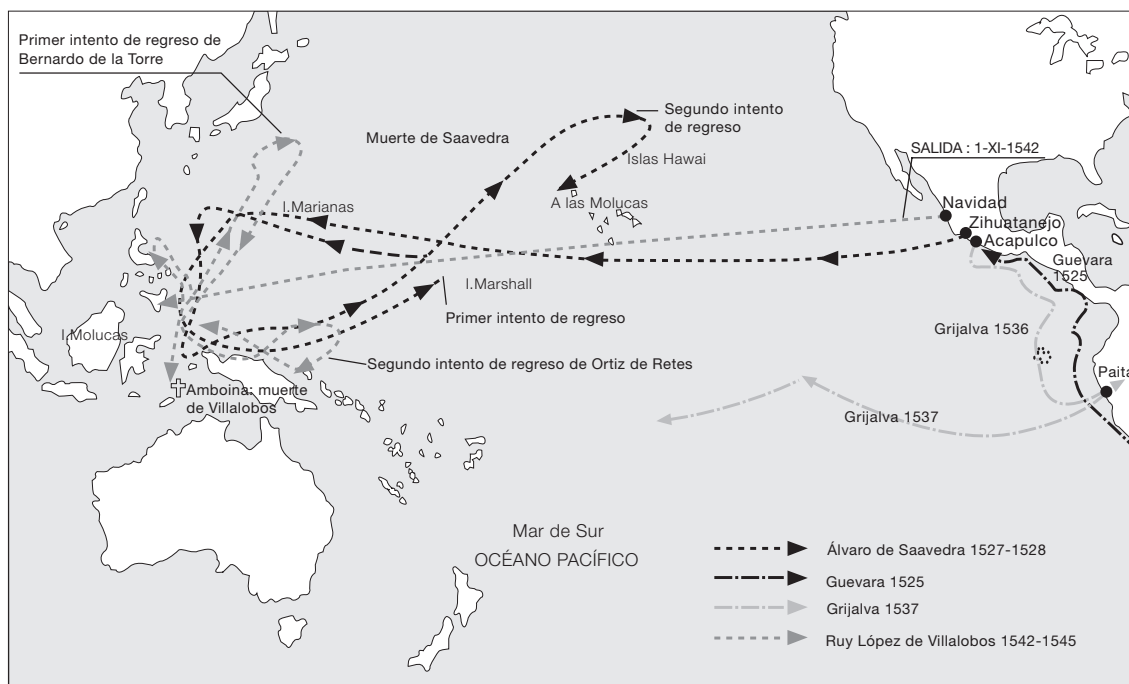 Primer intento de regreso de
Bernardo de la Torre
Muerte de Saavedra
Segundo intento
de regreso
Islas Hawai
A las Molucas
SALIDA : 1-XI-1542
Navidad
Zihuatanejo
Acapulco
Guevara
1525
I.Marianas
I.Marshall
Primer intento de regreso
I.Molucas
Segundo intento de regreso de Ortiz de Retes
Amboina: muerte
de Villalobos
Grijalva 1536
Paita
Grijalva 1537
Mar de Sur
OCÉANO PACÍFICO
Álvaro de Saavedra 1527-1528
Guevara 1525
Grijalva 1537
Ruy López de Villalobos 1542-1545